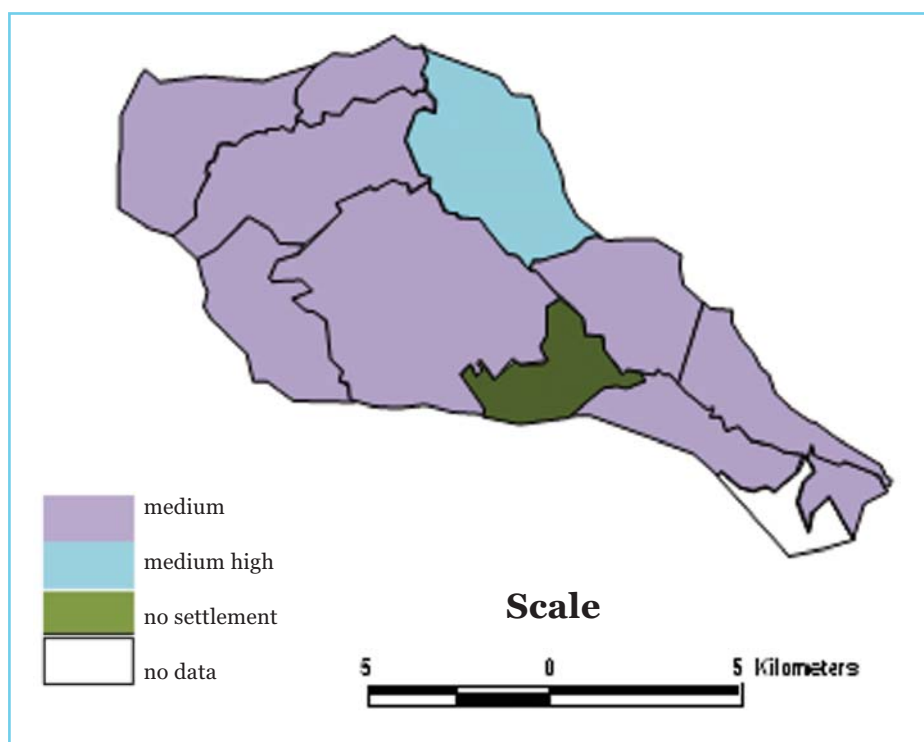 medium
medium high
no settlement
no data
Scale
5 0 5 Kilometers